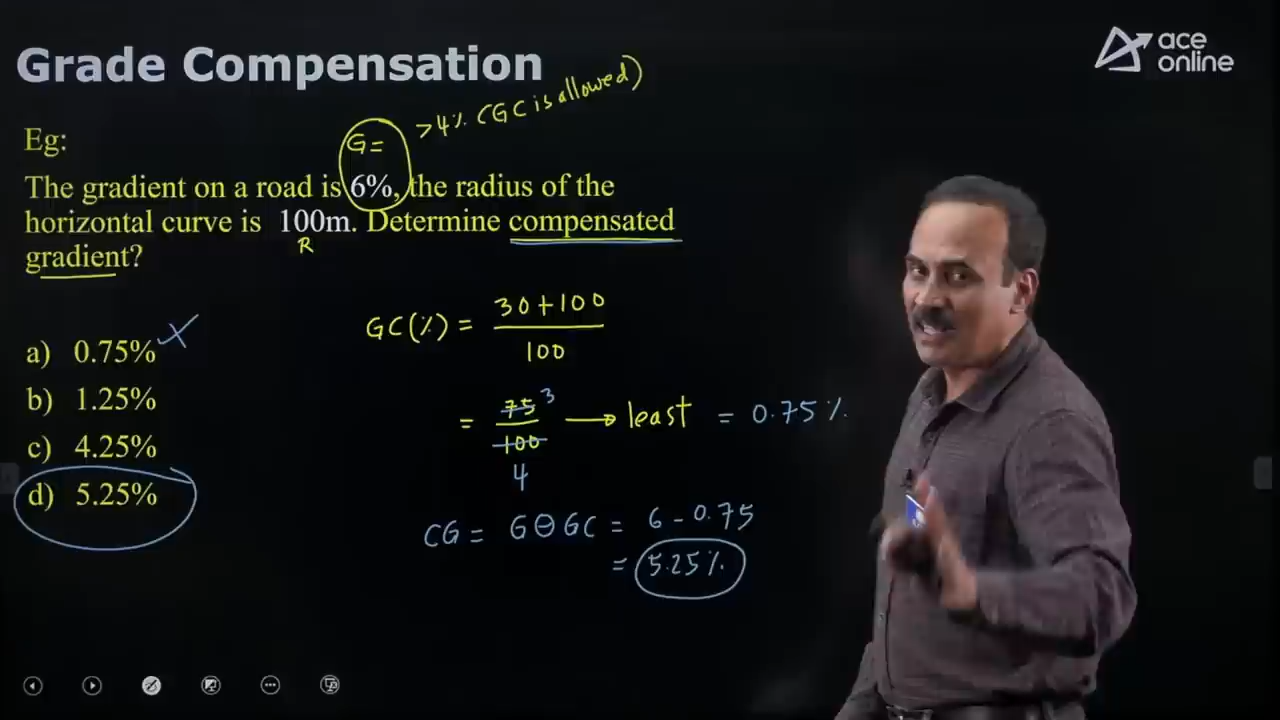 Grade Compensation
ace
online
Eg:
G =
>4% (GC is allowed)
The gradient on a road is 6%, the radius of the
horizontal curve is 100m. Determine compensated
R
gradient?
GC(%) = 30+100
100
a) 0.75% ×
b) 1.25%
= 75 3 → least = 0.75%
100
4
c) 4.25%
d) 5.25%
CG = G ⊖ GC = 6 - 0.75
= 5.25%